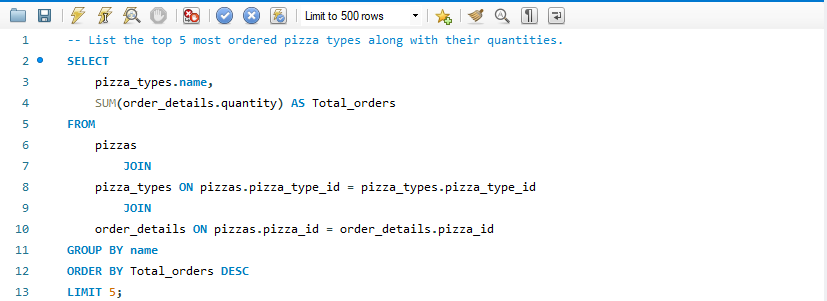 Limit to 500 rows
1 -- List the top 5 most ordered pizza types along with their quantities.
2 SELECT
3 pizza_types.name,
4 SUM(order_details.quantity) AS Total_orders
5 FROM
6 pizzas
7 JOIN
8 pizza_types ON pizzas.pizza_type_id = pizza_types.pizza_type_id
9 JOIN
10 order_details ON pizzas.pizza_id = order_details.pizza_id
11 GROUP BY name
12 ORDER BY Total_orders DESC
13 LIMIT 5;